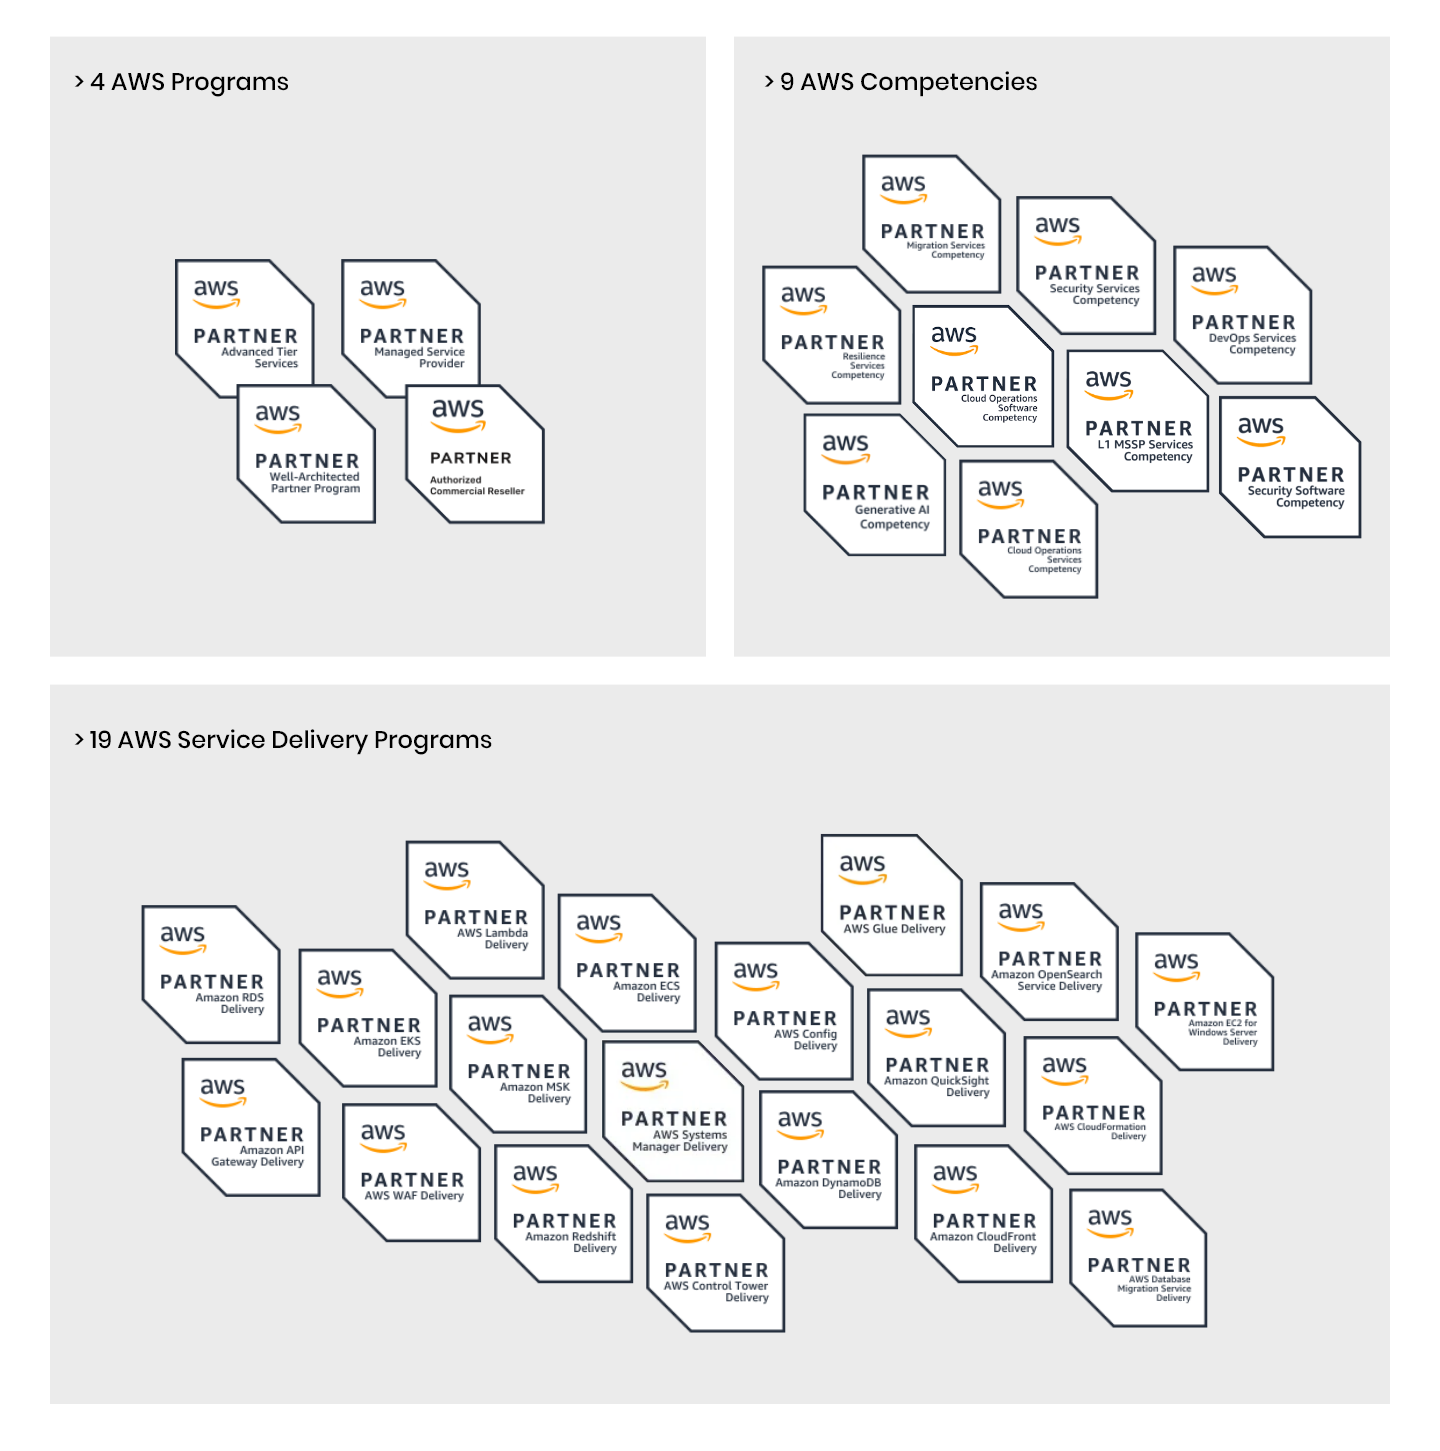 > 4 AWS Programs
aws
PARTNER
Advanced Tier
Services
aws
PARTNER
Managed Service
Provider
aws
PARTNER
Well-Architected
Partner Program
aws
PARTNER
Authorized
Commercial Reseller
> 9 AWS Competencies
aws
PARTNER
Migration Services
Competency
aws
PARTNER
Security Services
Competency
aws
PARTNER
DevOps Services
Competency
aws
PARTNER
Resilience
Services
Competency
aws
PARTNER
Cloud Operations
Software
Competency
aws
PARTNER
L1 MSSP Services
Competency
aws
PARTNER
Security Software
Competency
aws
PARTNER
Generative AI
Competency
aws
PARTNER
Cloud Operations
Services
Competency
> 19 AWS Service Delivery Programs
aws
PARTNER
AWS Lambda
Delivery
aws
PARTNER
AWS Glue Delivery
aws
PARTNER
Amazon RDS
Delivery
aws
PARTNER
Amazon EKS
Delivery
aws
PARTNER
Amazon ECS
Delivery
aws
PARTNER
AWS Config
Delivery
aws
PARTNER
Amazon OpenSearch
Service Delivery
aws
PARTNER
Amazon EC2 for
Windows Server
Delivery
aws
PARTNER
Amazon MSK
Delivery
aws
PARTNER
AWS Systems
Manager Delivery
aws
PARTNER
Amazon QuickSight
Delivery
aws
PARTNER
AWS CloudFormation
Delivery
aws
PARTNER
Amazon API
Gateway Delivery
aws
PARTNER
AWS WAF Delivery
aws
PARTNER
Amazon Redshift
Delivery
aws
PARTNER
Amazon DynamoDB
Delivery
aws
PARTNER
Amazon CloudFront
Delivery
aws
PARTNER
AWS Control Tower
Delivery
aws
PARTNER
AWS Database
Migration Service
Delivery